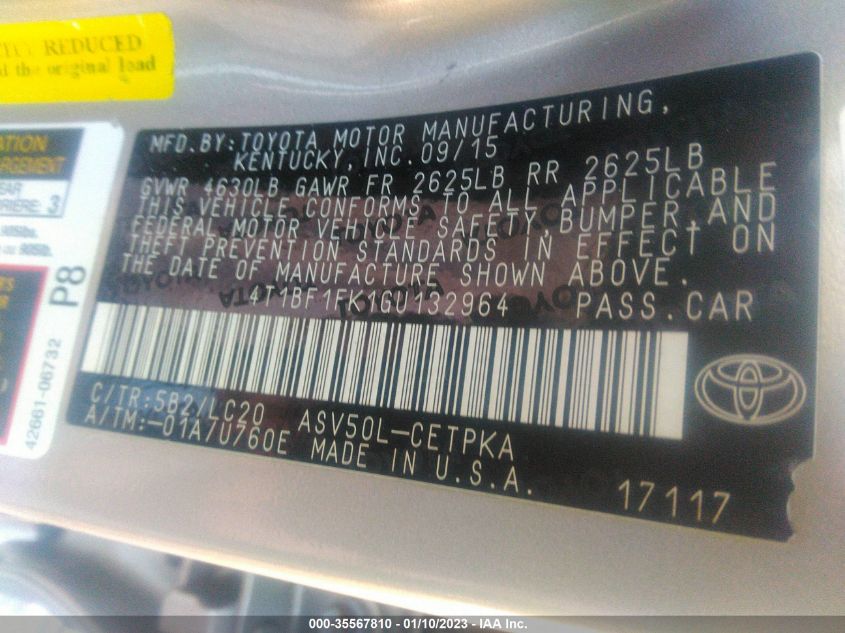 REDUCED
the original load
MFD.BY:TOYOTA MOTOR MANUFACTURING,
KENTUCKY, INC. 09/15
GVWR 4630LB GAWR FR 2625LB RR 2625LB
THIS VEHICLE CONFORMS TO ALL APPLICABLE
FEDERAL MOTOR VEHICLE SAFETY, BUMPER, AND
THEFT PREVENTION STANDARDS IN EFFECT ON
THE DATE OF MANUFACTURE SHOWN ABOVE.
4T1BF1FK1GU132964 PASS.CAR
C/TR:5B2/LC20 ASV50L-CETPKA
A/TM:-01A/U760E MADE IN U.S.A.
17117
3
P8
42661-06732
000-35567810 - 01/10/2023 - IAA Inc.